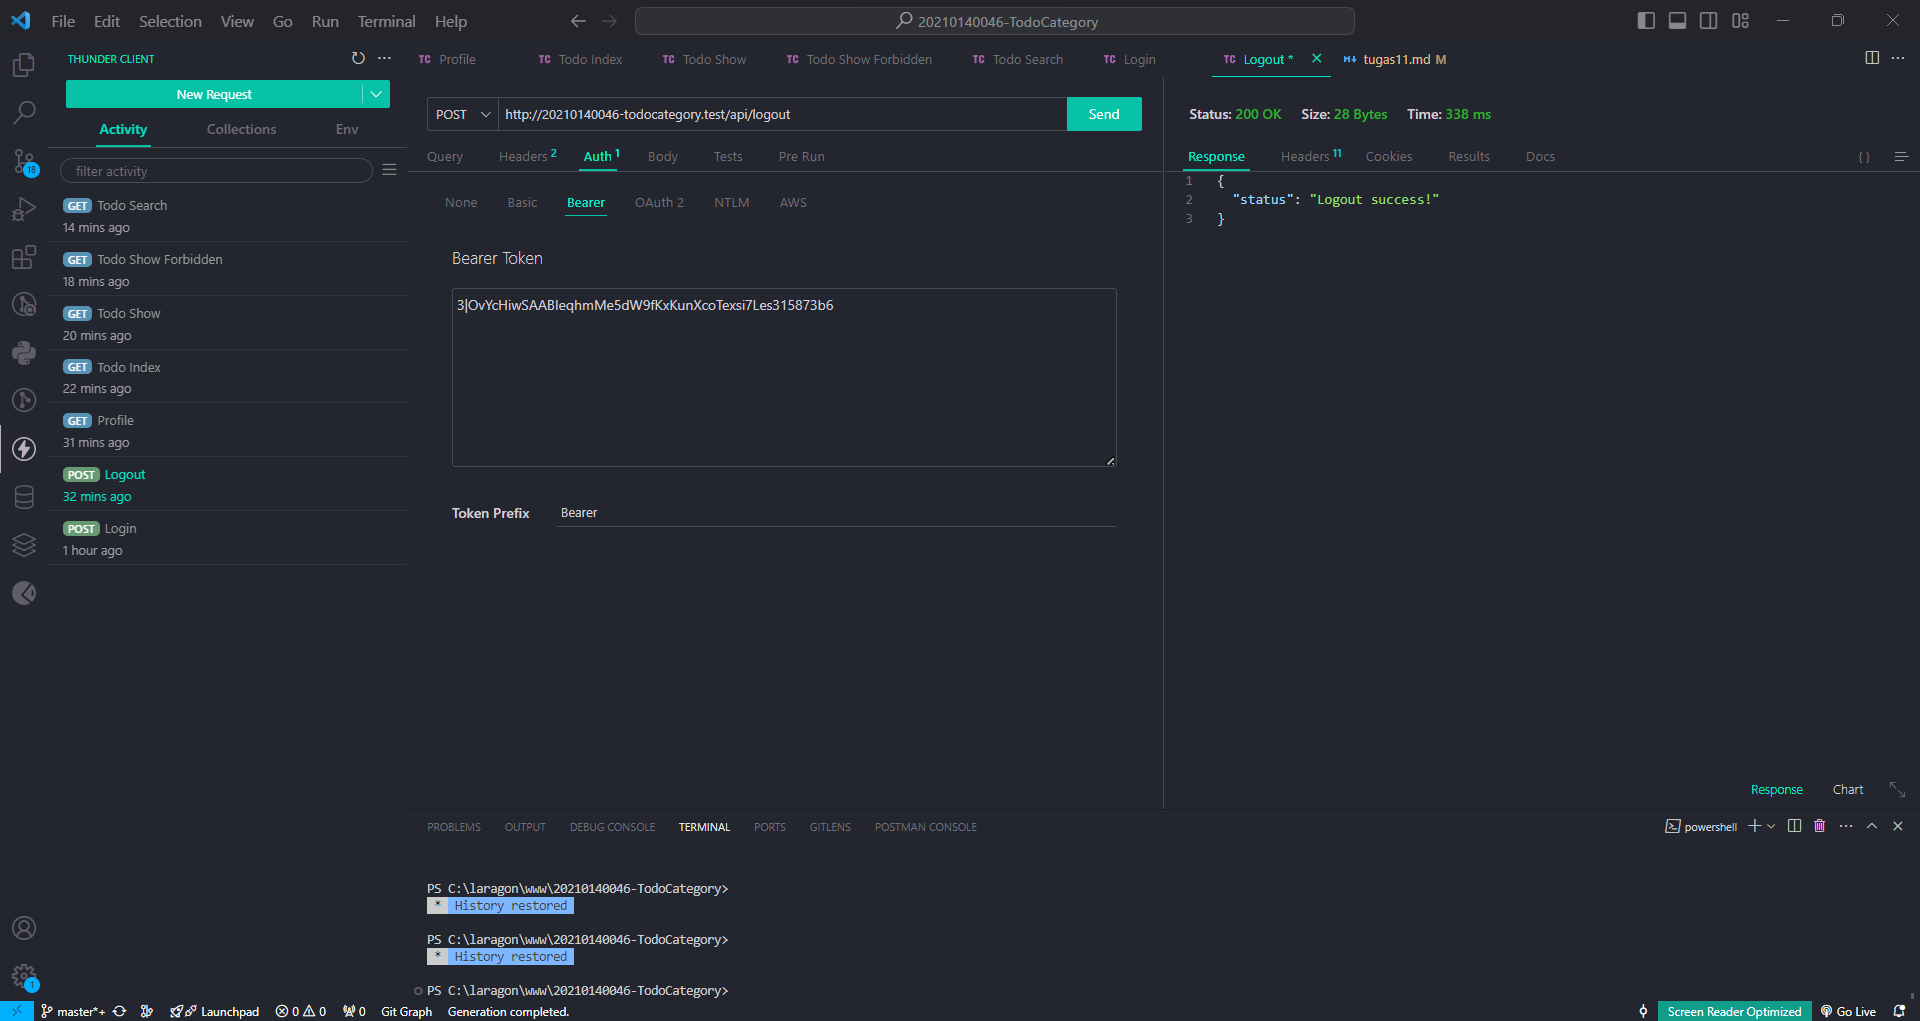 File Edit Selection View Go Run Terminal Help
20210140046-TodoCategory
THUNDER CLIENT
New Request
Activity Collections Env
filter activity
GET Todo Search
14 mins ago
GET Todo Show Forbidden
18 mins ago
GET Todo Show
20 mins ago
GET Todo Index
22 mins ago
GET Profile
31 mins ago
POST Logout
32 mins ago
POST Login
1 hour ago
18
1
TC Profile TC Todo Index TC Todo Show TC Todo Show Forbidden TC Todo Search TC Login TC Logout * tugas11.md M
POST http://20210140046-todocategory.test/api/logout Send
Query Headers 2 Auth 1 Body Tests Pre Run
None Basic Bearer OAuth 2 NTLM AWS
Bearer Token
3|OvYcHiwSAABIeqhmMe5dW9fKxKunXcoTexsi7Les315873b6
Token Prefix Bearer
Status: 200 OK Size: 28 Bytes Time: 338 ms
Response Headers 11 Cookies Results Docs { }
1 {
2 "status": "Logout success!"
3 }
Response Chart
PROBLEMS OUTPUT DEBUG CONSOLE TERMINAL PORTS GITLENS POSTMAN CONSOLE
powershell
PS C:\laragon\www\20210140046-TodoCategory>
* History restored
PS C:\laragon\www\20210140046-TodoCategory>
* History restored
PS C:\laragon\www\20210140046-TodoCategory>
master*+ Launchpad 0 0 0 Git Graph Generation completed. Screen Reader Optimized Go Live